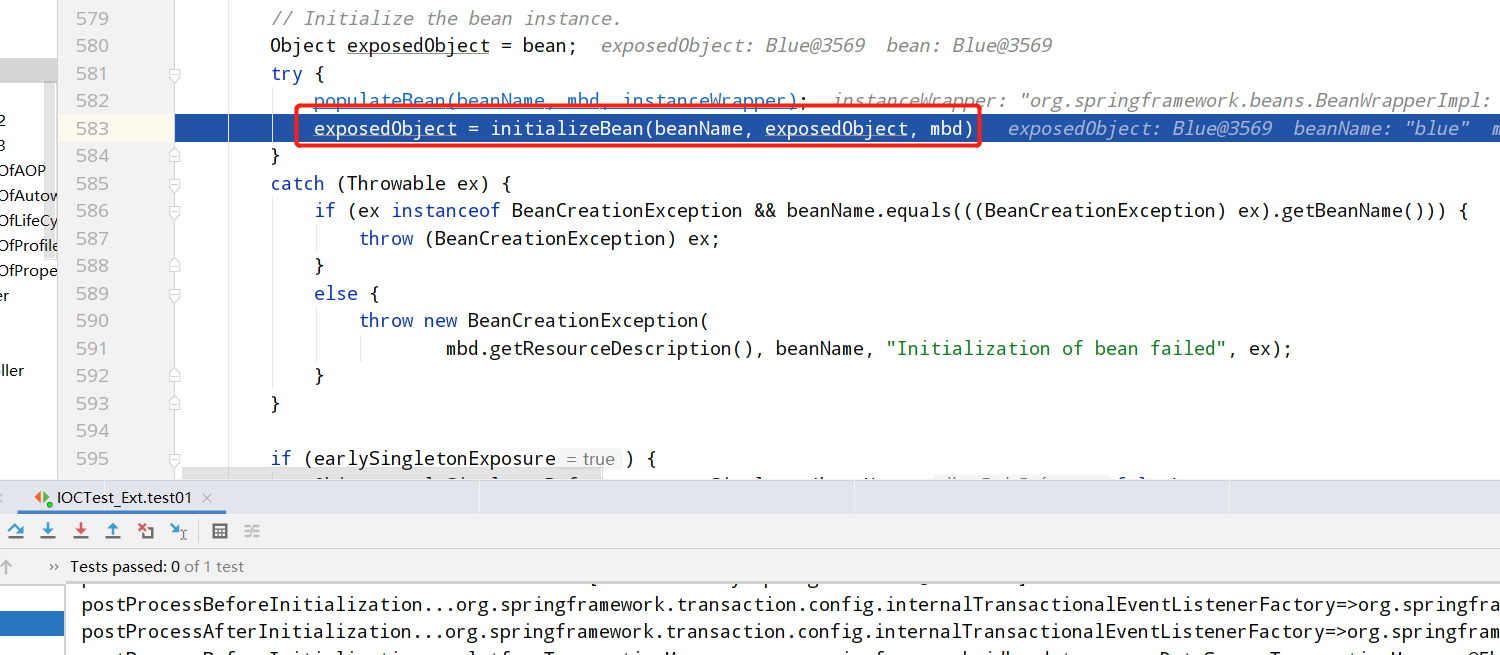 579 // Initialize the bean instance.
580 Object exposedObject = bean; exposedObject: Blue@3569 bean: Blue@3569
581 try {
582 populateBean(beanName, mbd, instanceWrapper); instanceWrapper: "org.springframework.beans.BeanWrapperImpl:
2
583 exposedObject = initializeBean(beanName, exposedObject, mbd) exposedObject: Blue@3569 beanName: "blue" m
3
584 }
OfAOP
585 catch (Throwable ex) {
OfAutow
586 if (ex instanceof BeanCreationException && beanName.equals(((BeanCreationException) ex).getBeanName())) {
OfLifeCy
587 throw (BeanCreationException) ex;
OfProfile
588 }
OfPrope
589 else {
er
590 throw new BeanCreationException(
591 mbd.getResourceDescription(), beanName, "Initialization of bean failed", ex);
ller
592 }
593 }
594
595 if (earlySingletonExposure = true ) {
IOCTest_Ext.test01
Tests passed: 0 of 1 test
postProcessBeforeInitialization...org.springframework.transaction.config.internalTransactionalEventListenerFactory=>org.springfra
postProcessAfterInitialization...org.springframework.transaction.config.internalTransactionalEventListenerFactory=>org.springfram